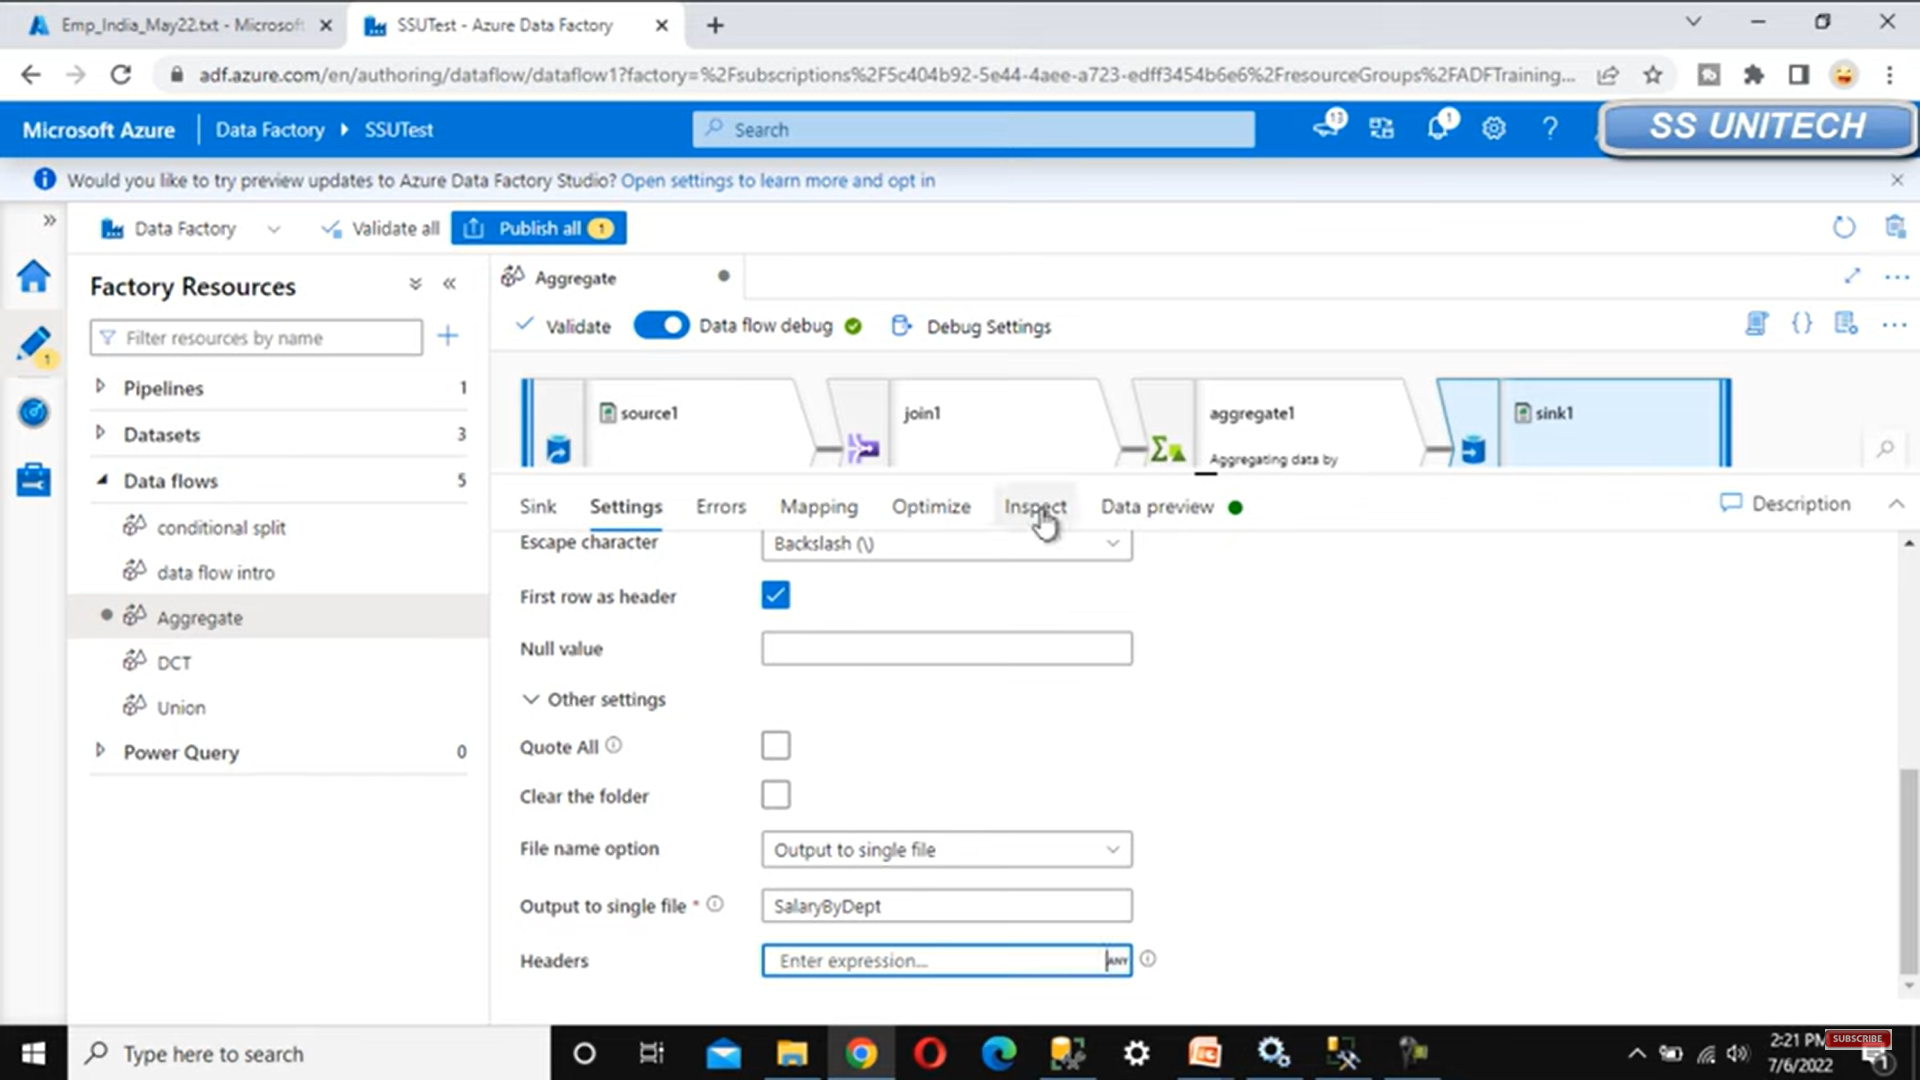 Emp_India_May22.txt - Microsoft
SSUTest - Azure Data Factory
adf.azure.com/en/authoring/dataflow/dataflow1?factory=%2Fsubscriptions%2F5c404b92-5e44-4aee-a723-edff3454b6e6%2FresourceGroups%2FADFTraining...
Microsoft Azure
Data Factory
SSUTest
Search
13
1
SS UNITECH
Would you like to try preview updates to Azure Data Factory Studio? Open settings to learn more and opt in
Data Factory
Validate all
Publish all 1
Factory Resources
Aggregate
Filter resources by name
Validate
Data flow debug
Debug Settings
1
Pipelines 1
Datasets 3
Data flows 5
conditional split
data flow intro
Aggregate
DCT
Union
Power Query 0
source1
join1
aggregate1
Aggregating data by
sink1
Sink
Settings
Errors
Mapping
Optimize
Inspect
Data preview
Description
Escape character
Backslash (\)
First row as header
Null value
Other settings
Quote All
Clear the folder
File name option
Output to single file
Output to single file *
SalaryByDept
Headers
Enter expression...
ANY
Type here to search
2:21 PM
7/6/2022
SUBSCRIBE
1